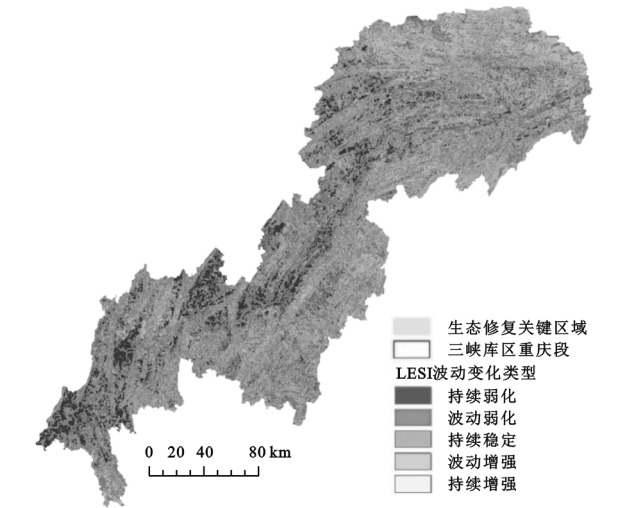 生态修复关键区域
三峡库区重庆段
LESI波动变化类型
持续弱化
波动弱化
持续稳定
波动增强
持续增强
0 20 40 80 km